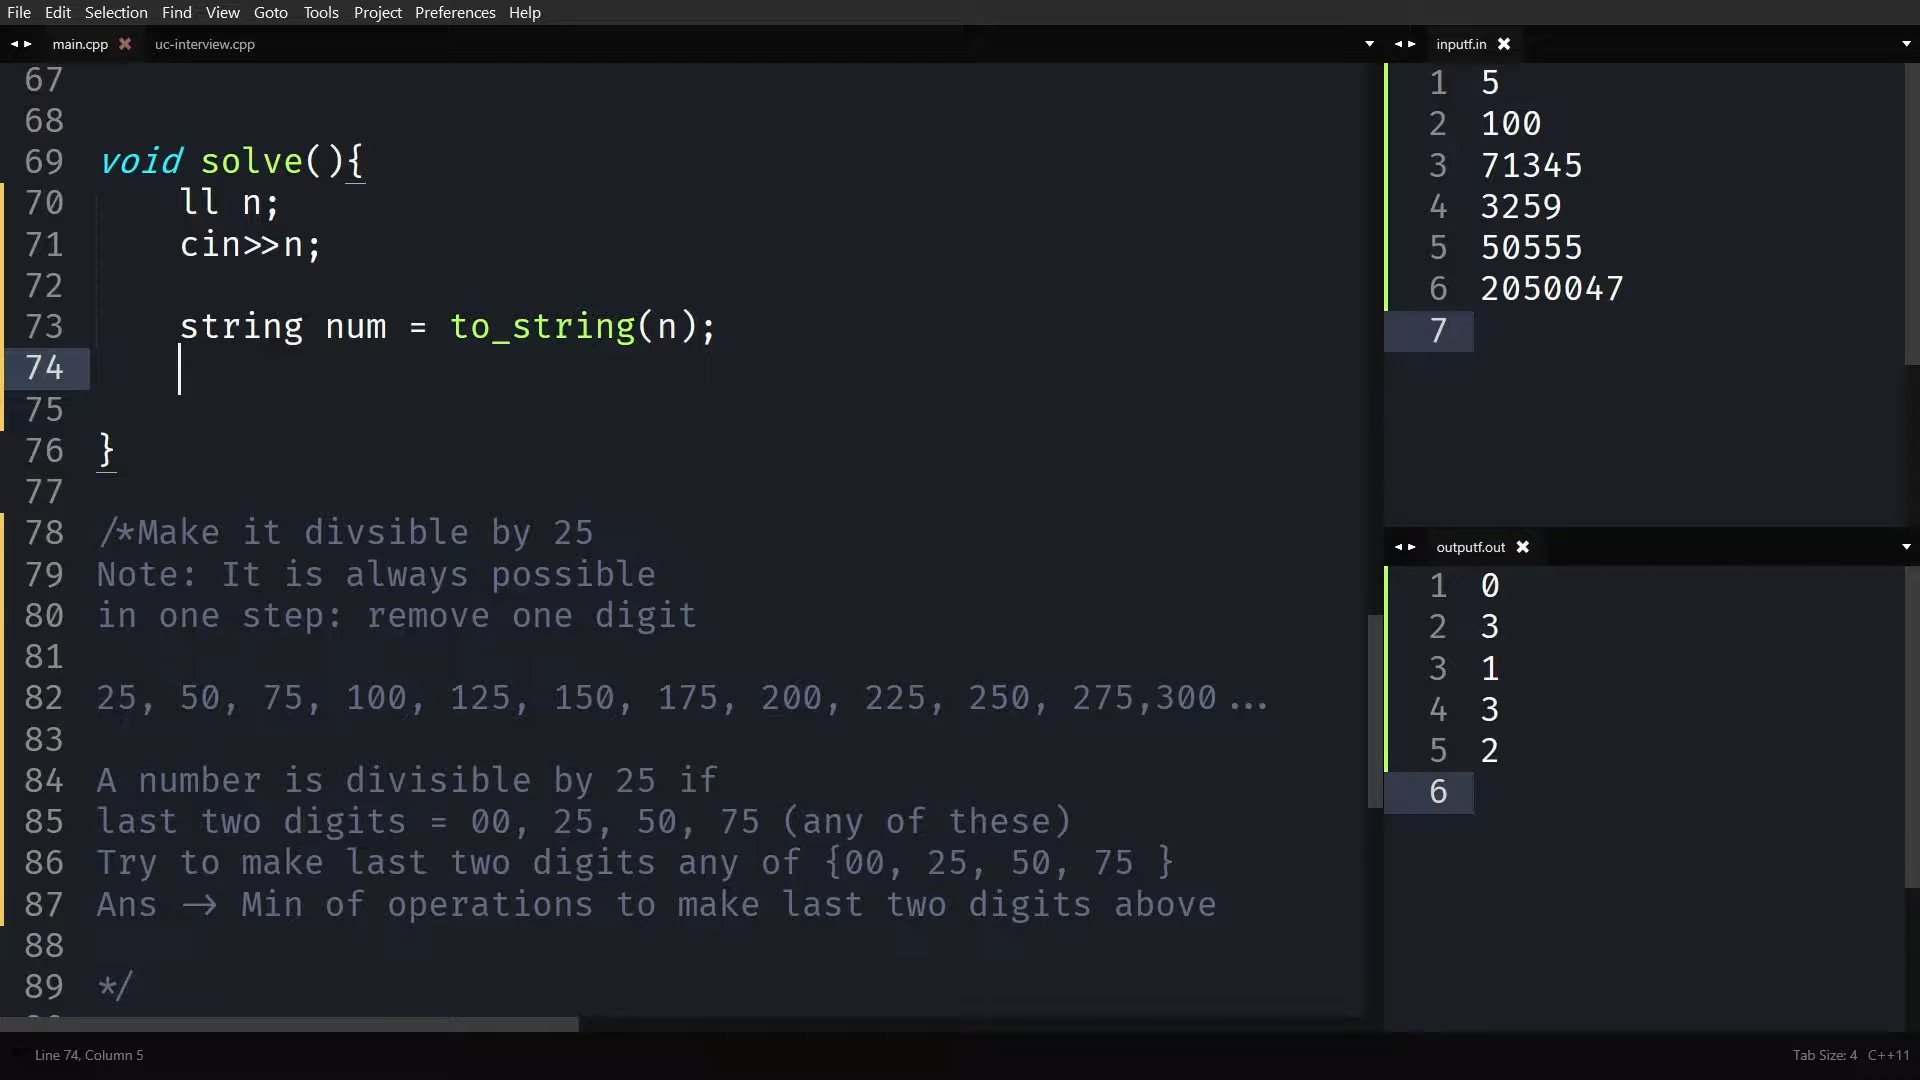 File Edit Selection Find View Goto Tools Project Preferences Help
main.cpp uc-interview.cpp
67
68
69 void solve(){
70 ll n;
71 cin>>n;
72
73 string num = to_string(n);
74
75
76 }
77
78 /*Make it divsible by 25
79 Note: It is always possible
80 in one step: remove one digit
81
82 25, 50, 75, 100, 125, 150, 175, 200, 225, 250, 275,300...
83
84 A number is divisible by 25 if
85 last two digits = 00, 25, 50, 75 (any of these)
86 Try to make last two digits any of {00, 25, 50, 75 }
87 Ans -> Min of operations to make last two digits above
88
89 */
inputf.in
1 5
2 100
3 71345
4 3259
5 50555
6 2050047
7
outputf.out
1 0
2 3
3 1
4 3
5 2
6
Line 74, Column 5
Tab Size: 4 C++11